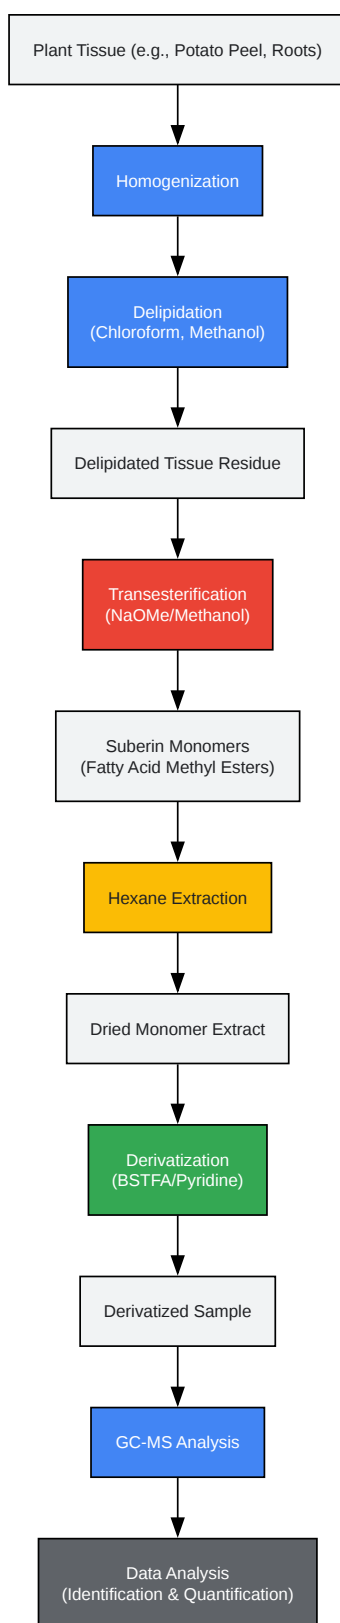 Plant Tissue (e.g., Potato Peel, Roots)
Homogenization
Delipidation
(Chloroform, Methanol)
Delipidated Tissue Residue
Transesterification
(NaOMe/Methanol)
Suberin Monomers
(Fatty Acid Methyl Esters)
Hexane Extraction
Dried Monomer Extract
Derivatization
(BSTFA/Pyridine)
Derivatized Sample
GC-MS Analysis
Data Analysis
(Identification & Quantification)